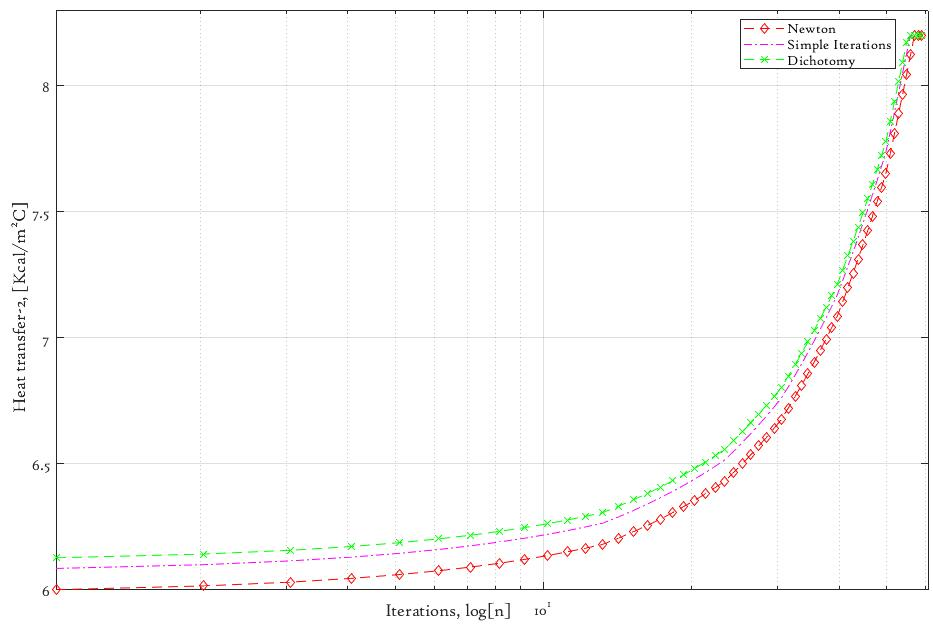 Newton
Simple Iterations
Dichotomy
8
7.5
7
6.5
6
Heat transfer-2, [Kcal/m²C]
Iterations, log[n] 10¹